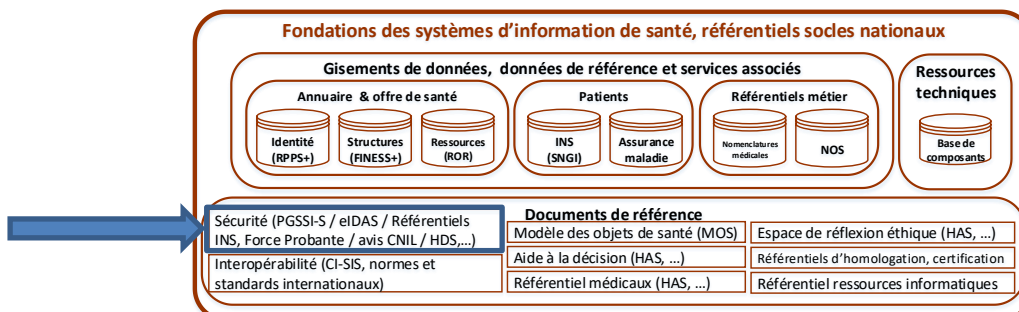 Fondations des systèmes d'information de santé, référentiels socles nationaux
Gisements de données, données de référence et services associés
Annuaire & offre de santé
Identité
(RPPS+)
Structures
(FINESS+)
Ressources
(ROR)
Patients
INS
(SNGI)
Assurance
maladie
Référentiels métier
Nomenclatures
médicales
NOS
Ressources
techniques
Base de
composants
Documents de référence
Sécurité (PGSSI-S / eIDAS / Référentiels
INS, Force Probante / avis CNIL / HDS,...)
Interopérabilité (CI-SIS, normes et
standards internationaux)
Modèle des objets de santé (MOS)
Aide à la décision (HAS, ...)
Référentiel médicaux (HAS, ...)
Espace de réflexion éthique (HAS, ...)
Référentiels d'homologation, certification
Référentiel ressources informatiques